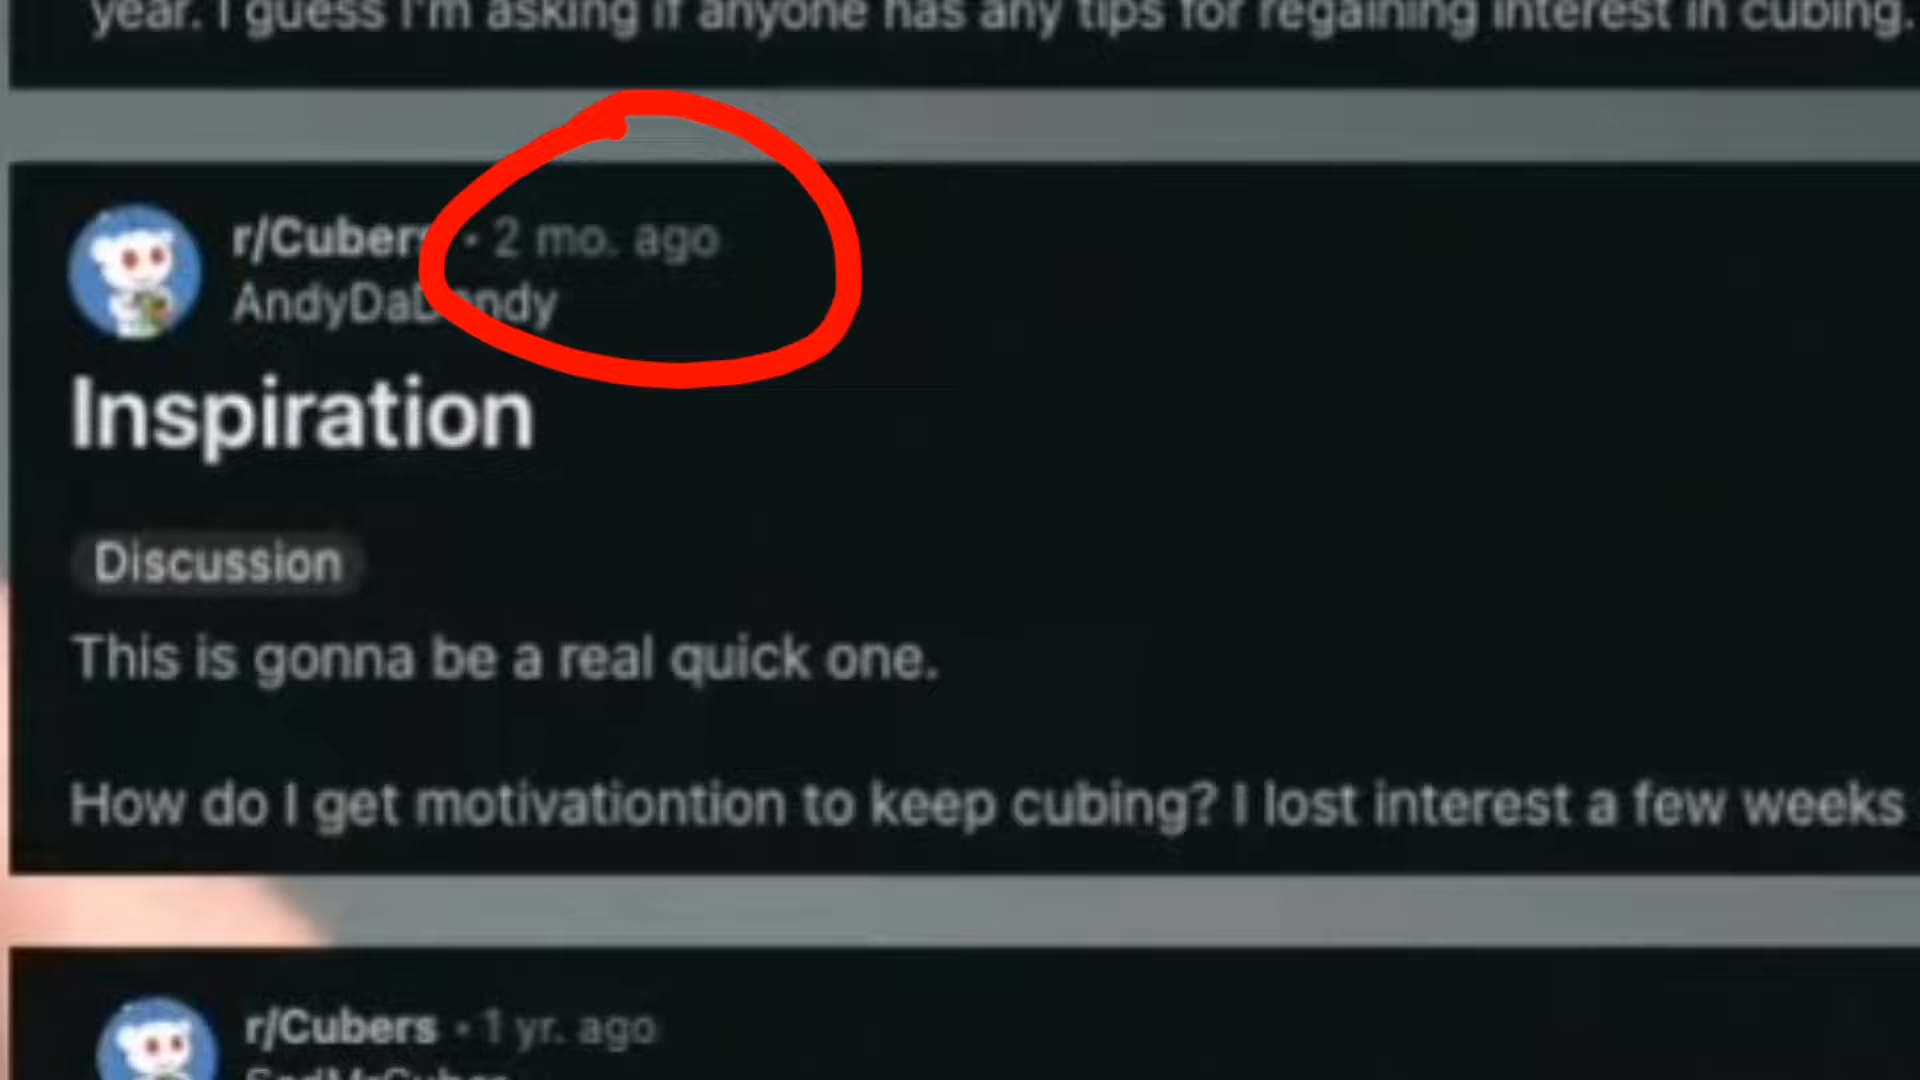 year. I guess I'm asking if anyone has any tips for regaining interest in cubing.
r/Cubers • 2 mo. ago
AndyDaDandy
Inspiration
Discussion
This is gonna be a real quick one.
How do I get motivationtion to keep cubing? I lost interest a few weeks
r/Cubers • 1 yr. ago